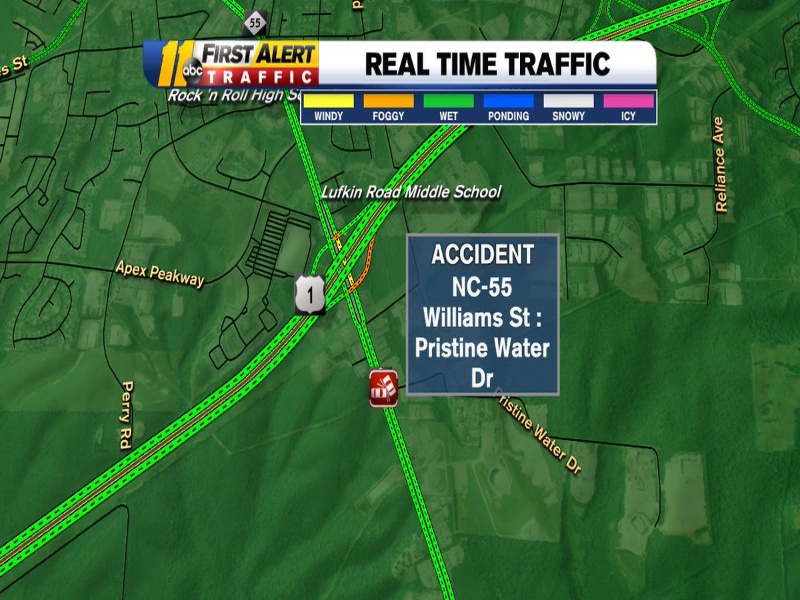 55
11
abc
FIRST ALERT
TRAFFIC
REAL TIME TRAFFIC
WINDY
FOGGY
WET
PONDING
SNOWY
ICY
Rock 'n Roll High
Lufkin Road Middle School
Reliance Ave
Apex Peakway
1
ACCIDENT
NC-55
Williams St :
Pristine Water
Dr
Perry Rd
Pristine Water Dr